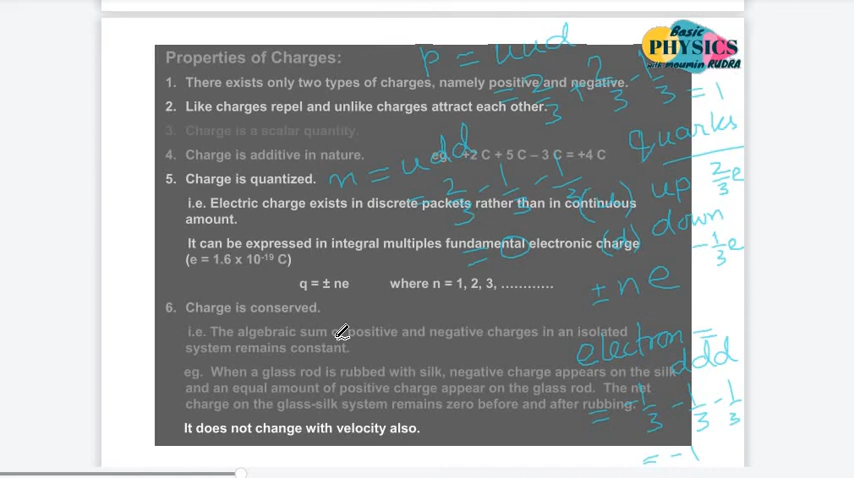 Properties of Charges:
1. There exists only two types of charges, namely positive and negative.
2. Like charges repel and unlike charges attract each other.
3. Charge is a scalar quantity.
4. Charge is additive in nature. eg. +2 C + 5 C – 3 C = +4 C
5. Charge is quantized.
i.e. Electric charge exists in discrete packets rather than in continuous
amount.
It can be expressed in integral multiples fundamental electronic charge
(e = 1.6 x 10⁻¹⁹ C)
q = ± ne where n = 1, 2, 3, …………
6. Charge is conserved.
i.e. The algebraic sum of positive and negative charges in an isolated
system remains constant.
eg. When a glass rod is rubbed with silk, negative charge appears on the silk
and an equal amount of positive charge appear on the glass rod. The net
charge on the glass-silk system remains zero before and after rubbing.
It does not change with velocity also.
Basic
PHYSICS
with moumin RUDRA
p = uud
= 2/3 + 2/3 - 1/3 = 1
n = udd
= 2/3 - 1/3 - 1/3
= 0
quarks
(u) up 2/3 e
(d) down -1/3 e
± n e
electron =
ddd
= -1/3 - 1/3 - 1/3
= -1